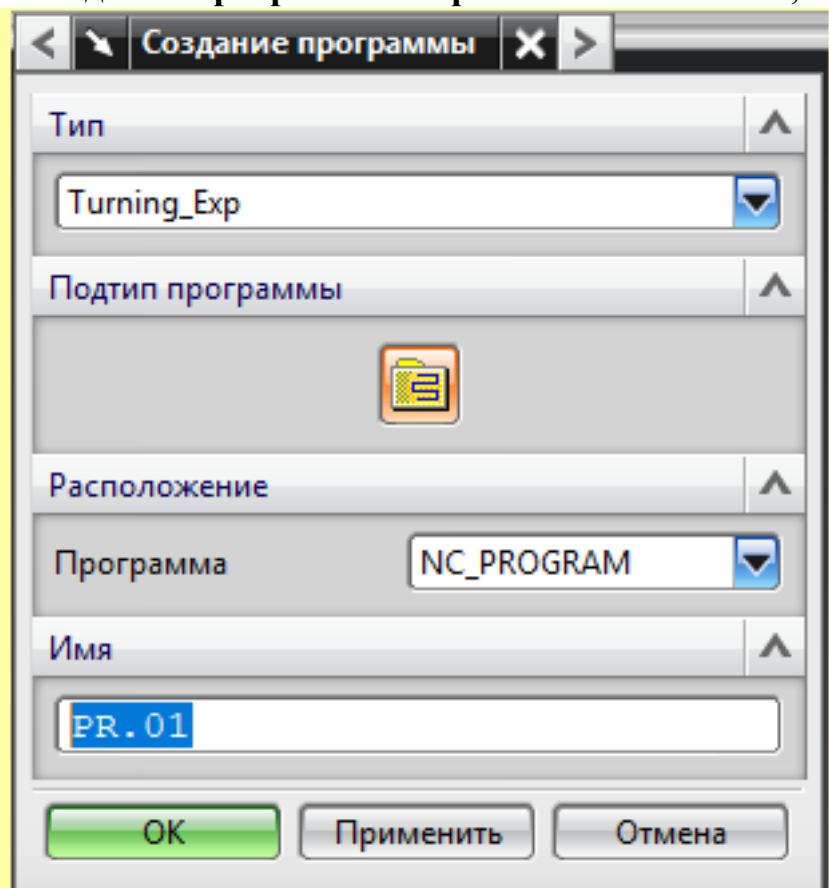 Создание программы
Тип
Turning_Exp
Подтип программы
Расположение
Программа NC_PROGRAM
Имя
PR.01
OK Применить Отмена